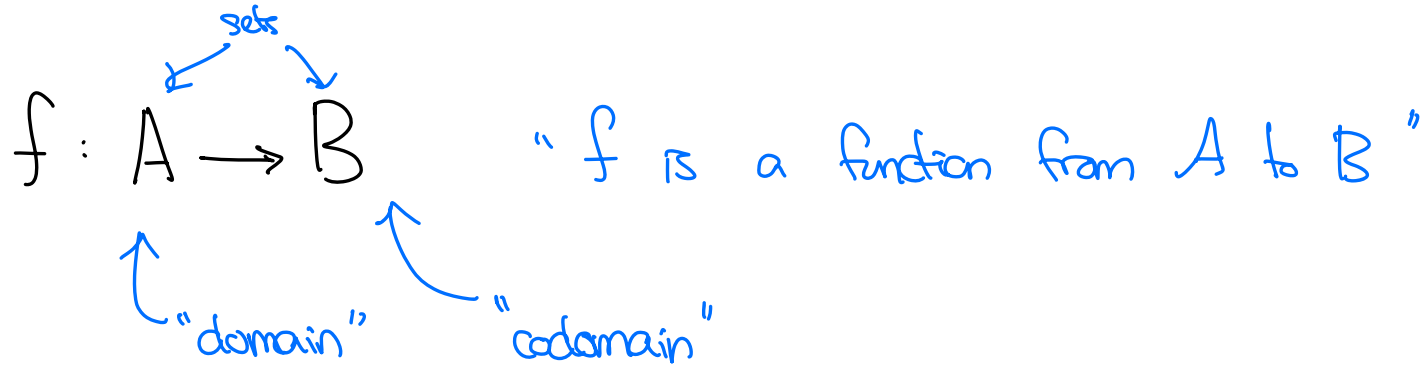 sets
f : A → B "f is a function from A to B"
"domain" "codomain"